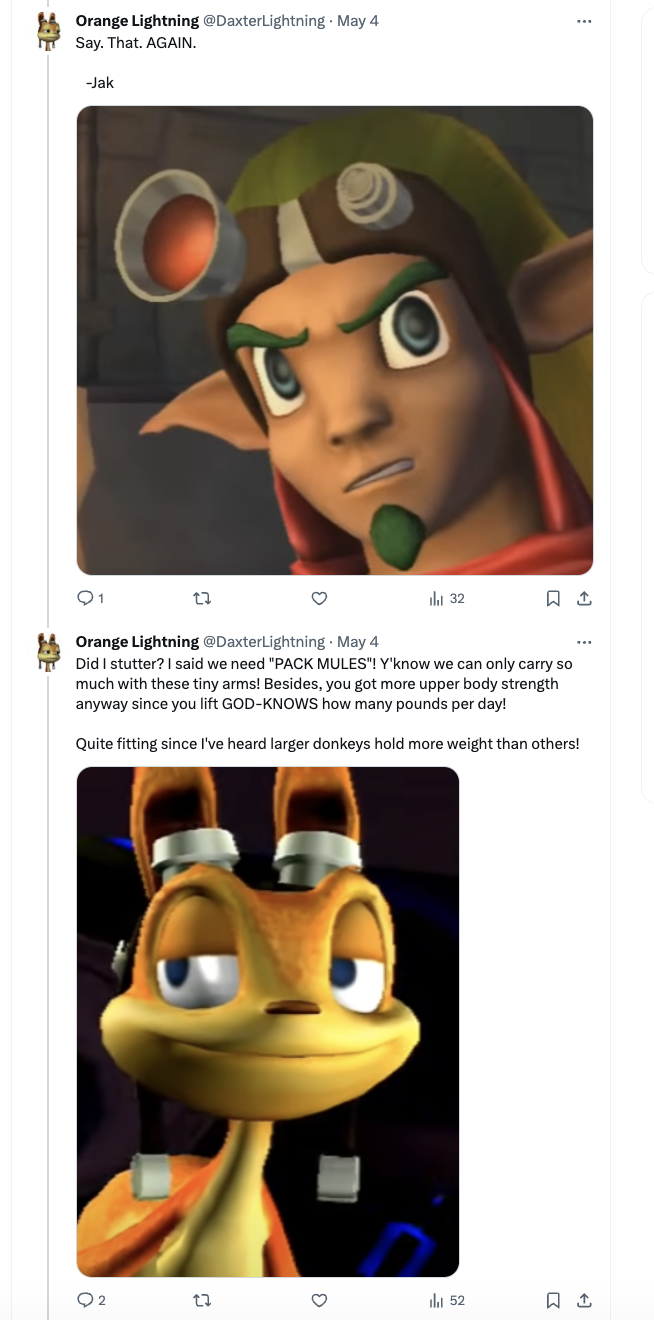 Orange Lightning @DaxterLightning · May 4
Say. That. AGAIN.
-Jak
1
32
Orange Lightning @DaxterLightning · May 4
Did I stutter? I said we need "PACK MULES"! Y'know we can only carry so
much with these tiny arms! Besides, you got more upper body strength
anyway since you lift GOD-KNOWS how many pounds per day!
Quite fitting since I've heard larger donkeys hold more weight than others!
2
52